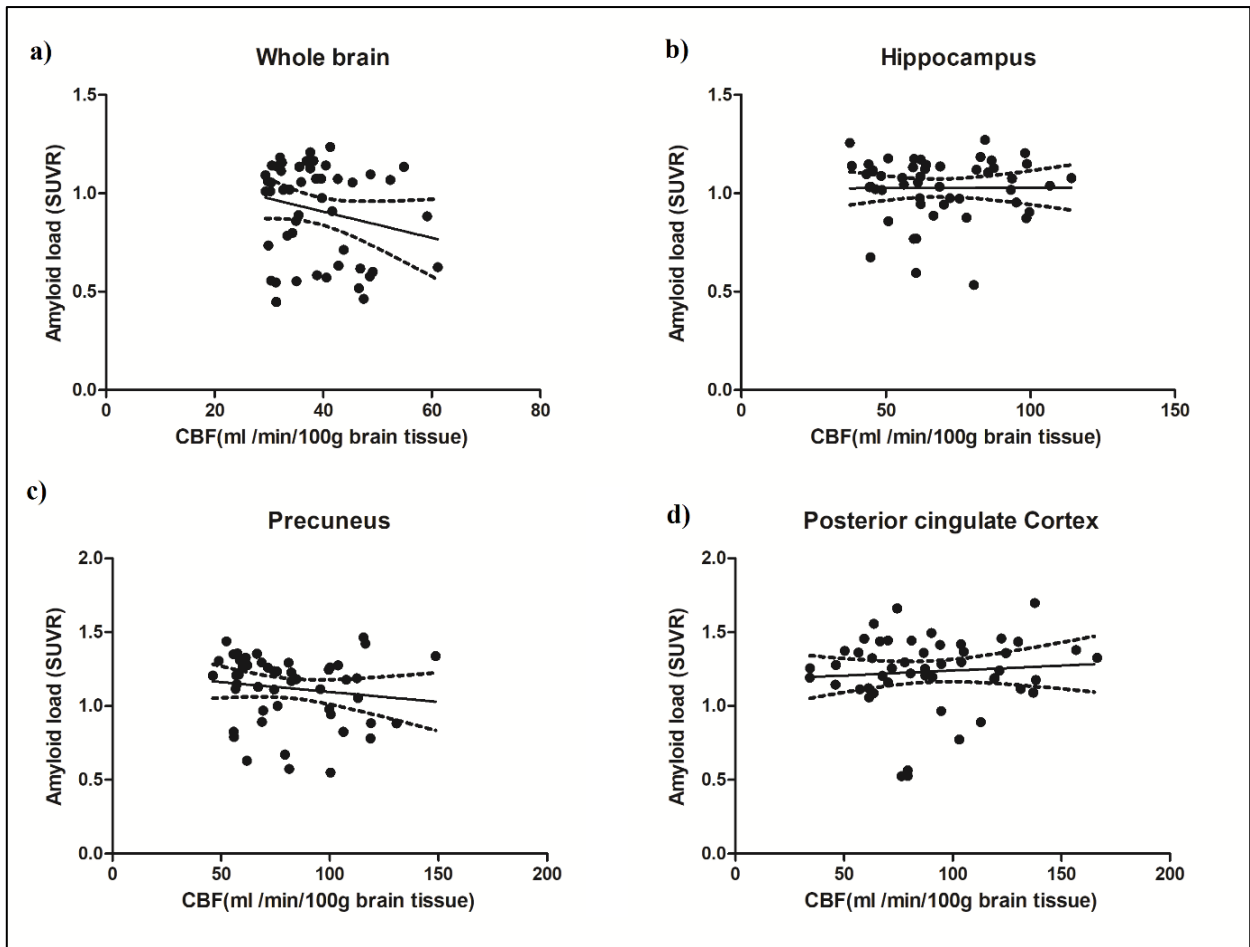 a)
Whole brain
Amyloid load (SUVR)
1.5
1.0
0.5
0.0
0 20 40 60 80
CBF(ml /min/100g brain tissue)
b)
Hippocampus
Amyloid load (SUVR)
1.5
1.0
0.5
0.0
0 50 100 150
CBF(ml /min/100g brain tissue)
c)
Precuneus
Amyloid load (SUVR)
2.0
1.5
1.0
0.5
0.0
0 50 100 150 200
CBF(ml /min/100g brain tissue)
d)
Posterior cingulate Cortex
Amyloid load (SUVR)
2.0
1.5
1.0
0.5
0.0
0 50 100 150 200
CBF(ml /min/100g brain tissue)